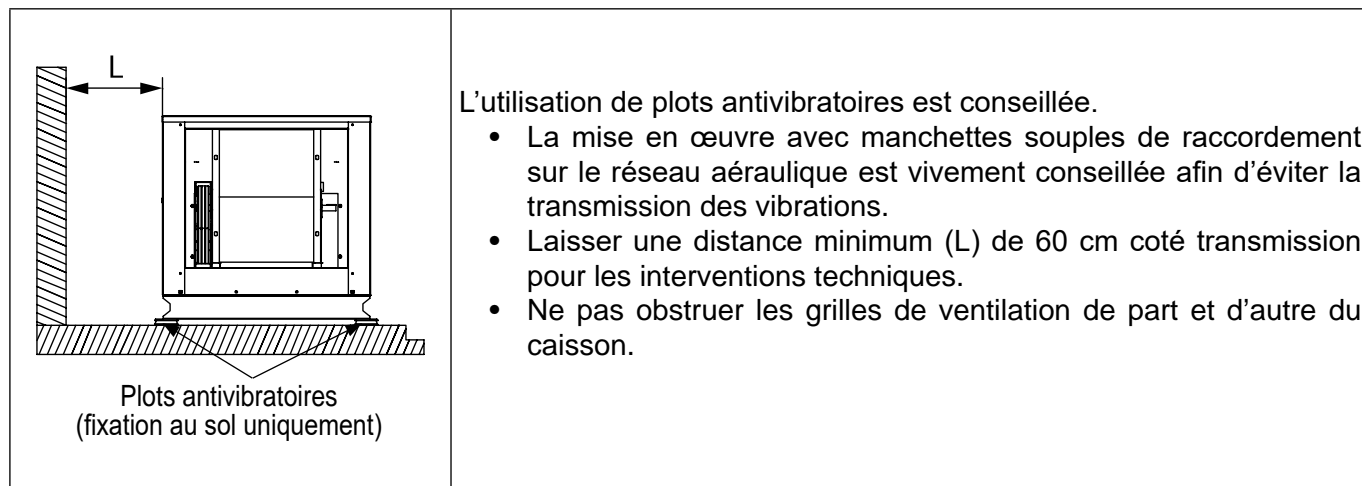 L
Plots antivibratoires
(fixation au sol uniquement)
L’utilisation de plots antivibratoires est conseillée.
• La mise en œuvre avec manchettes souples de raccordement
sur le réseau aéraulique est vivement conseillée afin d’éviter la
transmission des vibrations.
• Laisser une distance minimum (L) de 60 cm coté transmission
pour les interventions techniques.
• Ne pas obstruer les grilles de ventilation de part et d’autre du
caisson.